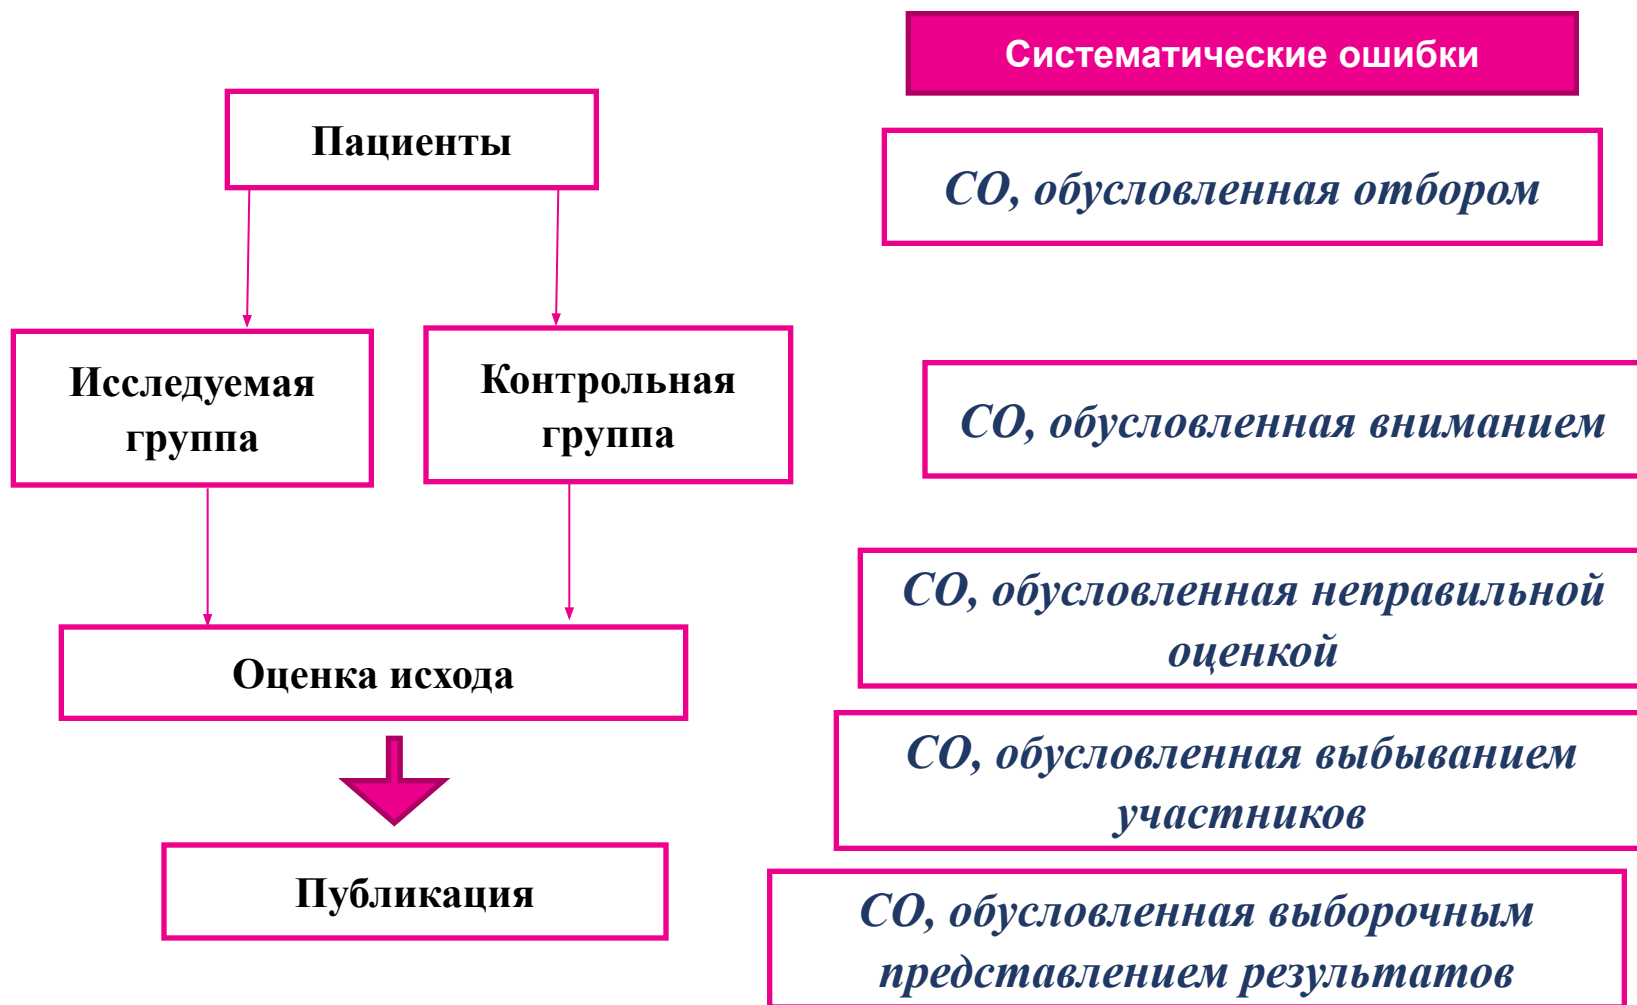 Систематические ошибки
Пациенты
СО, обусловленная отбором
Исследуемая
группа
Контрольная
группа
СО, обусловленная вниманием
СО, обусловленная неправильной
оценкой
Оценка исхода
СО, обусловленная выбыванием
участников
Публикация
СО, обусловленная выборочным
представлением результатов